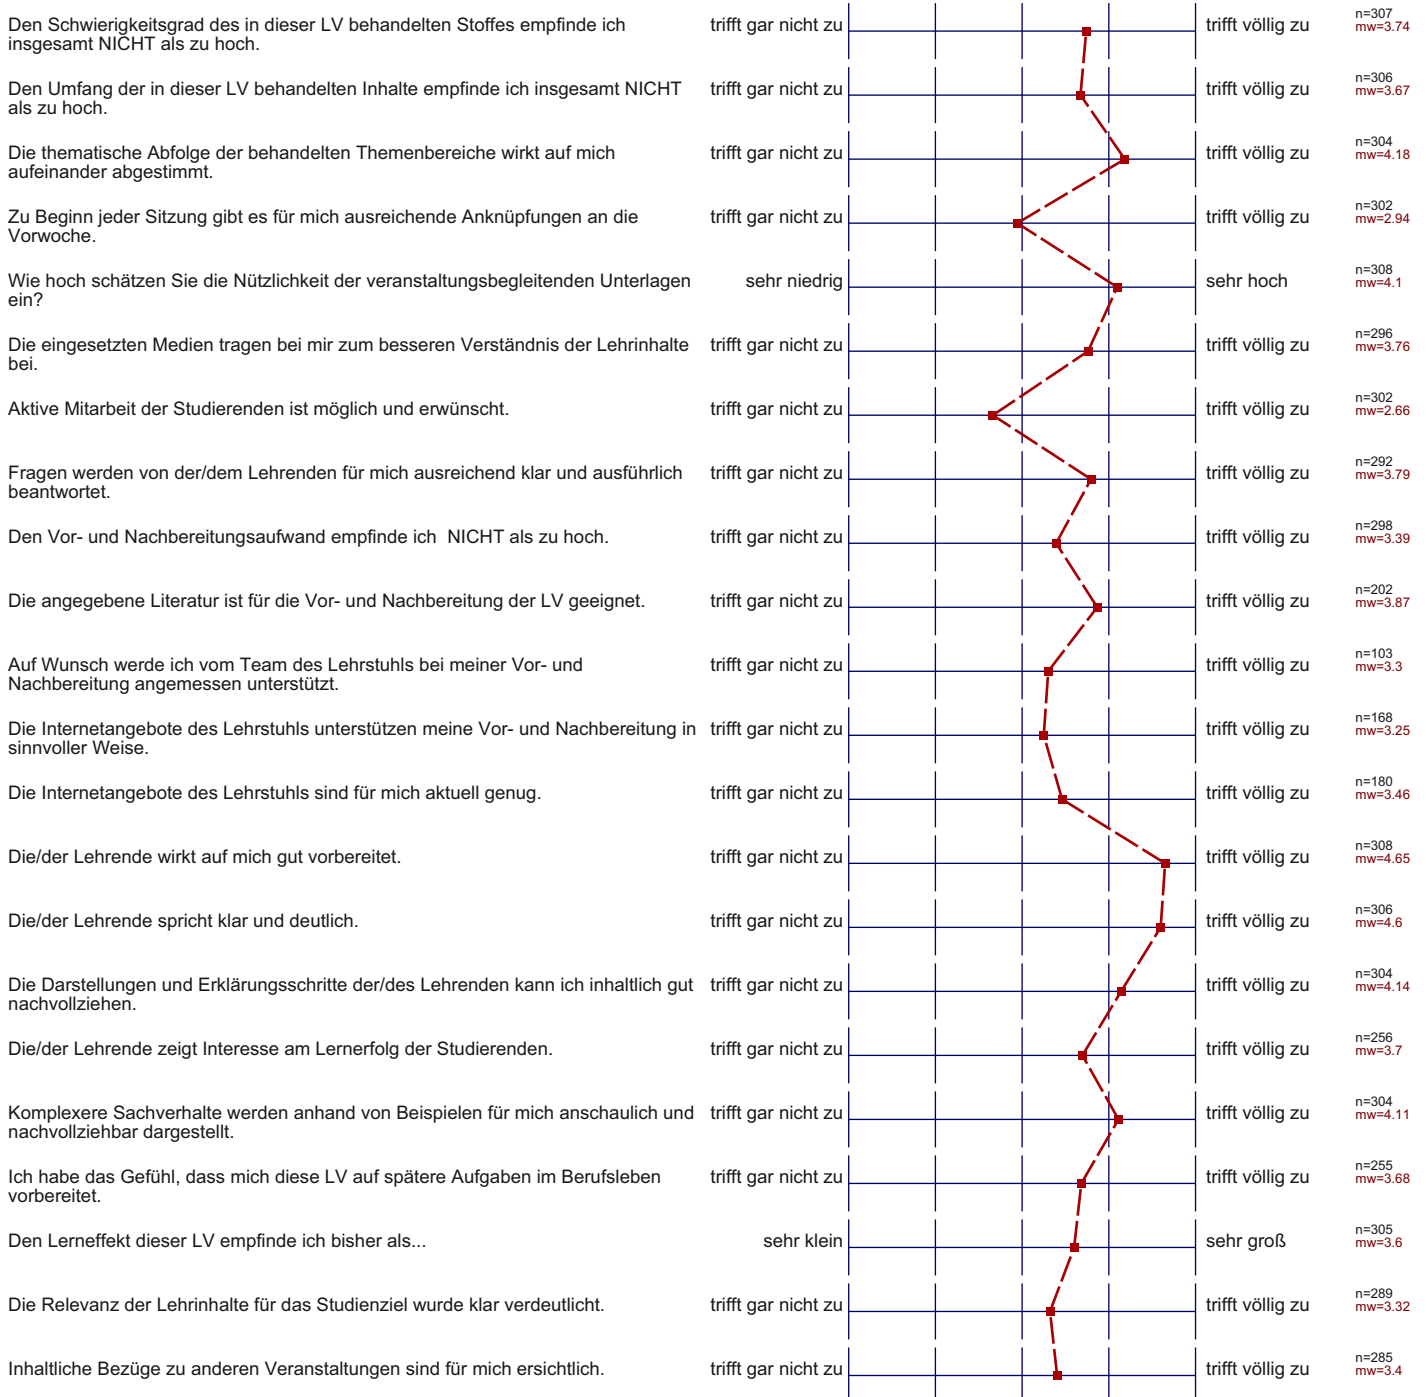 Den Schwierigkeitsgrad des in dieser LV behandelten Stoffes empfinde ich
insgesamt NICHT als zu hoch.
trifft gar nicht zu
trifft völlig zu
n=307
mw=3.74
Den Umfang der in dieser LV behandelten Inhalte empfinde ich insgesamt NICHT
als zu hoch.
trifft gar nicht zu
trifft völlig zu
n=306
mw=3.67
Die thematische Abfolge der behandelten Themenbereiche wirkt auf mich
aufeinander abgestimmt.
trifft gar nicht zu
trifft völlig zu
n=304
mw=4.18
Zu Beginn jeder Sitzung gibt es für mich ausreichende Anknüpfungen an die
Vorwoche.
trifft gar nicht zu
trifft völlig zu
n=302
mw=2.94
Wie hoch schätzen Sie die Nützlichkeit der veranstaltungsbegleitenden Unterlagen
ein?
sehr niedrig
sehr hoch
n=308
mw=4.1
Die eingesetzten Medien tragen bei mir zum besseren Verständnis der Lehrinhalte
bei.
trifft gar nicht zu
trifft völlig zu
n=296
mw=3.76
Aktive Mitarbeit der Studierenden ist möglich und erwünscht.
trifft gar nicht zu
trifft völlig zu
n=302
mw=2.66
Fragen werden von der/dem Lehrenden für mich ausreichend klar und ausführlich
beantwortet.
trifft gar nicht zu
trifft völlig zu
n=292
mw=3.79
Den Vor- und Nachbereitungsaufwand empfinde ich  NICHT als zu hoch.
trifft gar nicht zu
trifft völlig zu
n=298
mw=3.39
Die angegebene Literatur ist für die Vor- und Nachbereitung der LV geeignet.
trifft gar nicht zu
trifft völlig zu
n=202
mw=3.87
Auf Wunsch werde ich vom Team des Lehrstuhls bei meiner Vor- und
Nachbereitung angemessen unterstützt.
trifft gar nicht zu
trifft völlig zu
n=103
mw=3.3
Die Internetangebote des Lehrstuhls unterstützen meine Vor- und Nachbereitung in
sinnvoller Weise.
trifft gar nicht zu
trifft völlig zu
n=168
mw=3.25
Die Internetangebote des Lehrstuhls sind für mich aktuell genug.
trifft gar nicht zu
trifft völlig zu
n=180
mw=3.46
Die/der Lehrende wirkt auf mich gut vorbereitet.
trifft gar nicht zu
trifft völlig zu
n=308
mw=4.65
Die/der Lehrende spricht klar und deutlich.
trifft gar nicht zu
trifft völlig zu
n=306
mw=4.6
Die Darstellungen und Erklärungsschritte der/des Lehrenden kann ich inhaltlich gut
nachvollziehen.
trifft gar nicht zu
trifft völlig zu
n=304
mw=4.14
Die/der Lehrende zeigt Interesse am Lernerfolg der Studierenden.
trifft gar nicht zu
trifft völlig zu
n=256
mw=3.7
Komplexere Sachverhalte werden anhand von Beispielen für mich anschaulich und
nachvollziehbar dargestellt.
trifft gar nicht zu
trifft völlig zu
n=304
mw=4.11
Ich habe das Gefühl, dass mich diese LV auf spätere Aufgaben im Berufsleben
vorbereitet.
trifft gar nicht zu
trifft völlig zu
n=255
mw=3.68
Den Lerneffekt dieser LV empfinde ich bisher als...
sehr klein
sehr groß
n=305
mw=3.6
Die Relevanz der Lehrinhalte für das Studienziel wurde klar verdeutlicht.
trifft gar nicht zu
trifft völlig zu
n=289
mw=3.32
Inhaltliche Bezüge zu anderen Veranstaltungen sind für mich ersichtlich.
trifft gar nicht zu
trifft völlig zu
n=285
mw=3.4